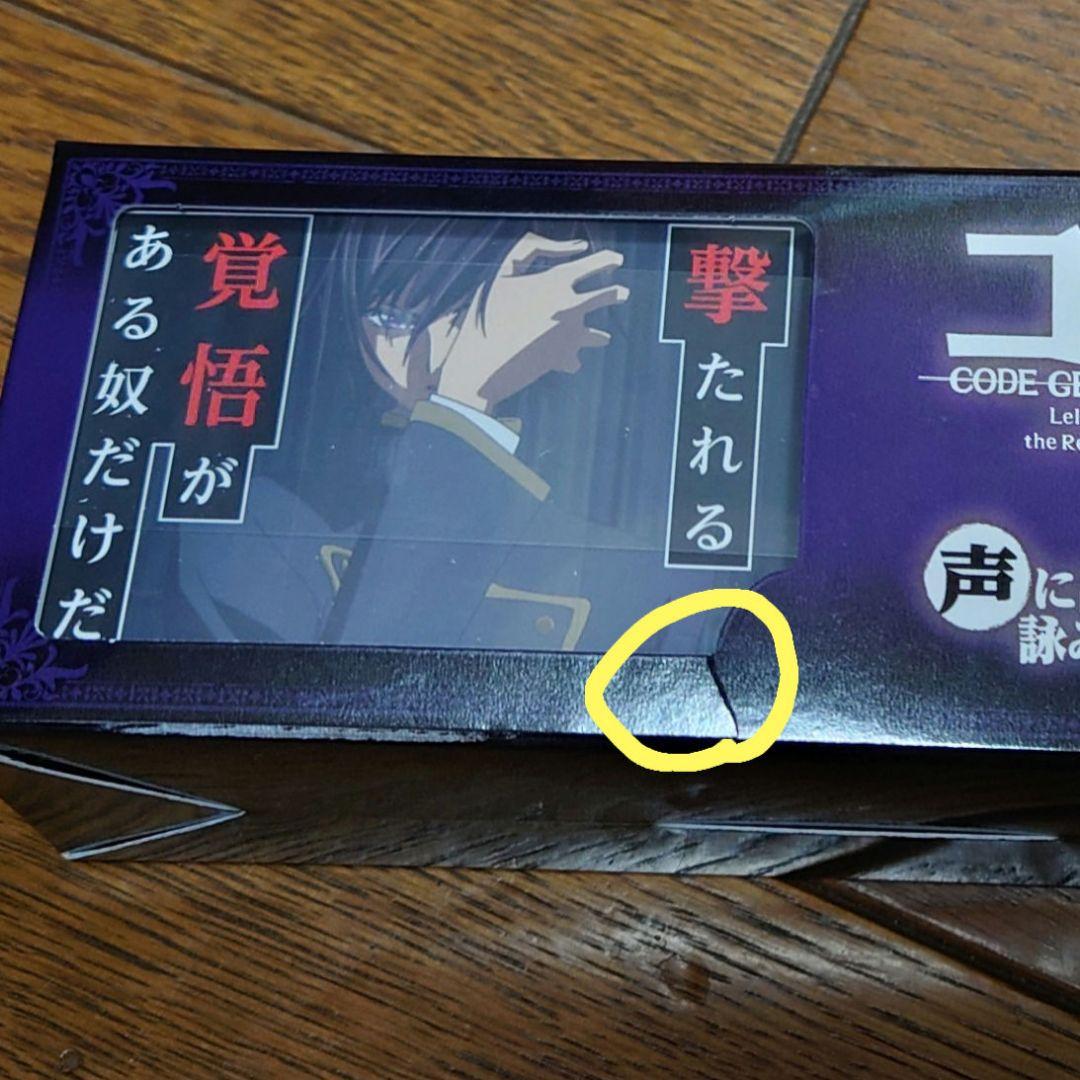 撃たれる
覚悟が
ある奴だけだ
コ
CODE GE
Lel
the Re
声に
詠